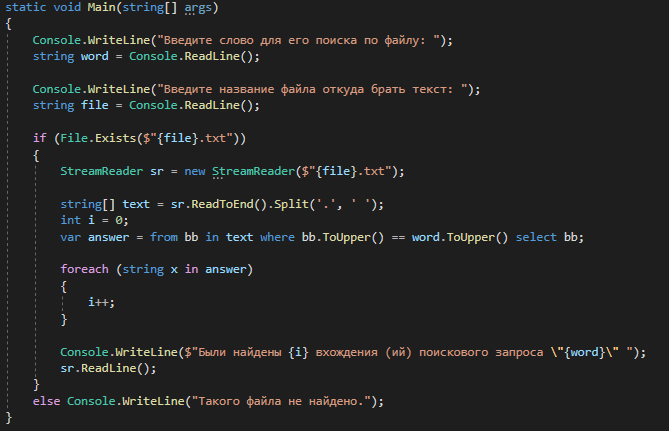 static void Main(string[] args)
{
Console.WriteLine("Введите слово для его поиска по файлу: ");
string word = Console.ReadLine();
Console.WriteLine("Введите название файла откуда брать текст: ");
string file = Console.ReadLine();
if (File.Exists($"{file}.txt"))
{
StreamReader sr = new StreamReader($"{file}.txt");
string[] text = sr.ReadToEnd().Split('.', ' ');
int i = 0;
var answer = from bb in text where bb.ToUpper() == word.ToUpper() select bb;
foreach (string x in answer)
{
i++;
}
Console.WriteLine($"Были найдены {i} вхождения (ий) поискового запроса \"{word}\" ");
sr.ReadLine();
}
else Console.WriteLine("Такого файла не найдено.");
}